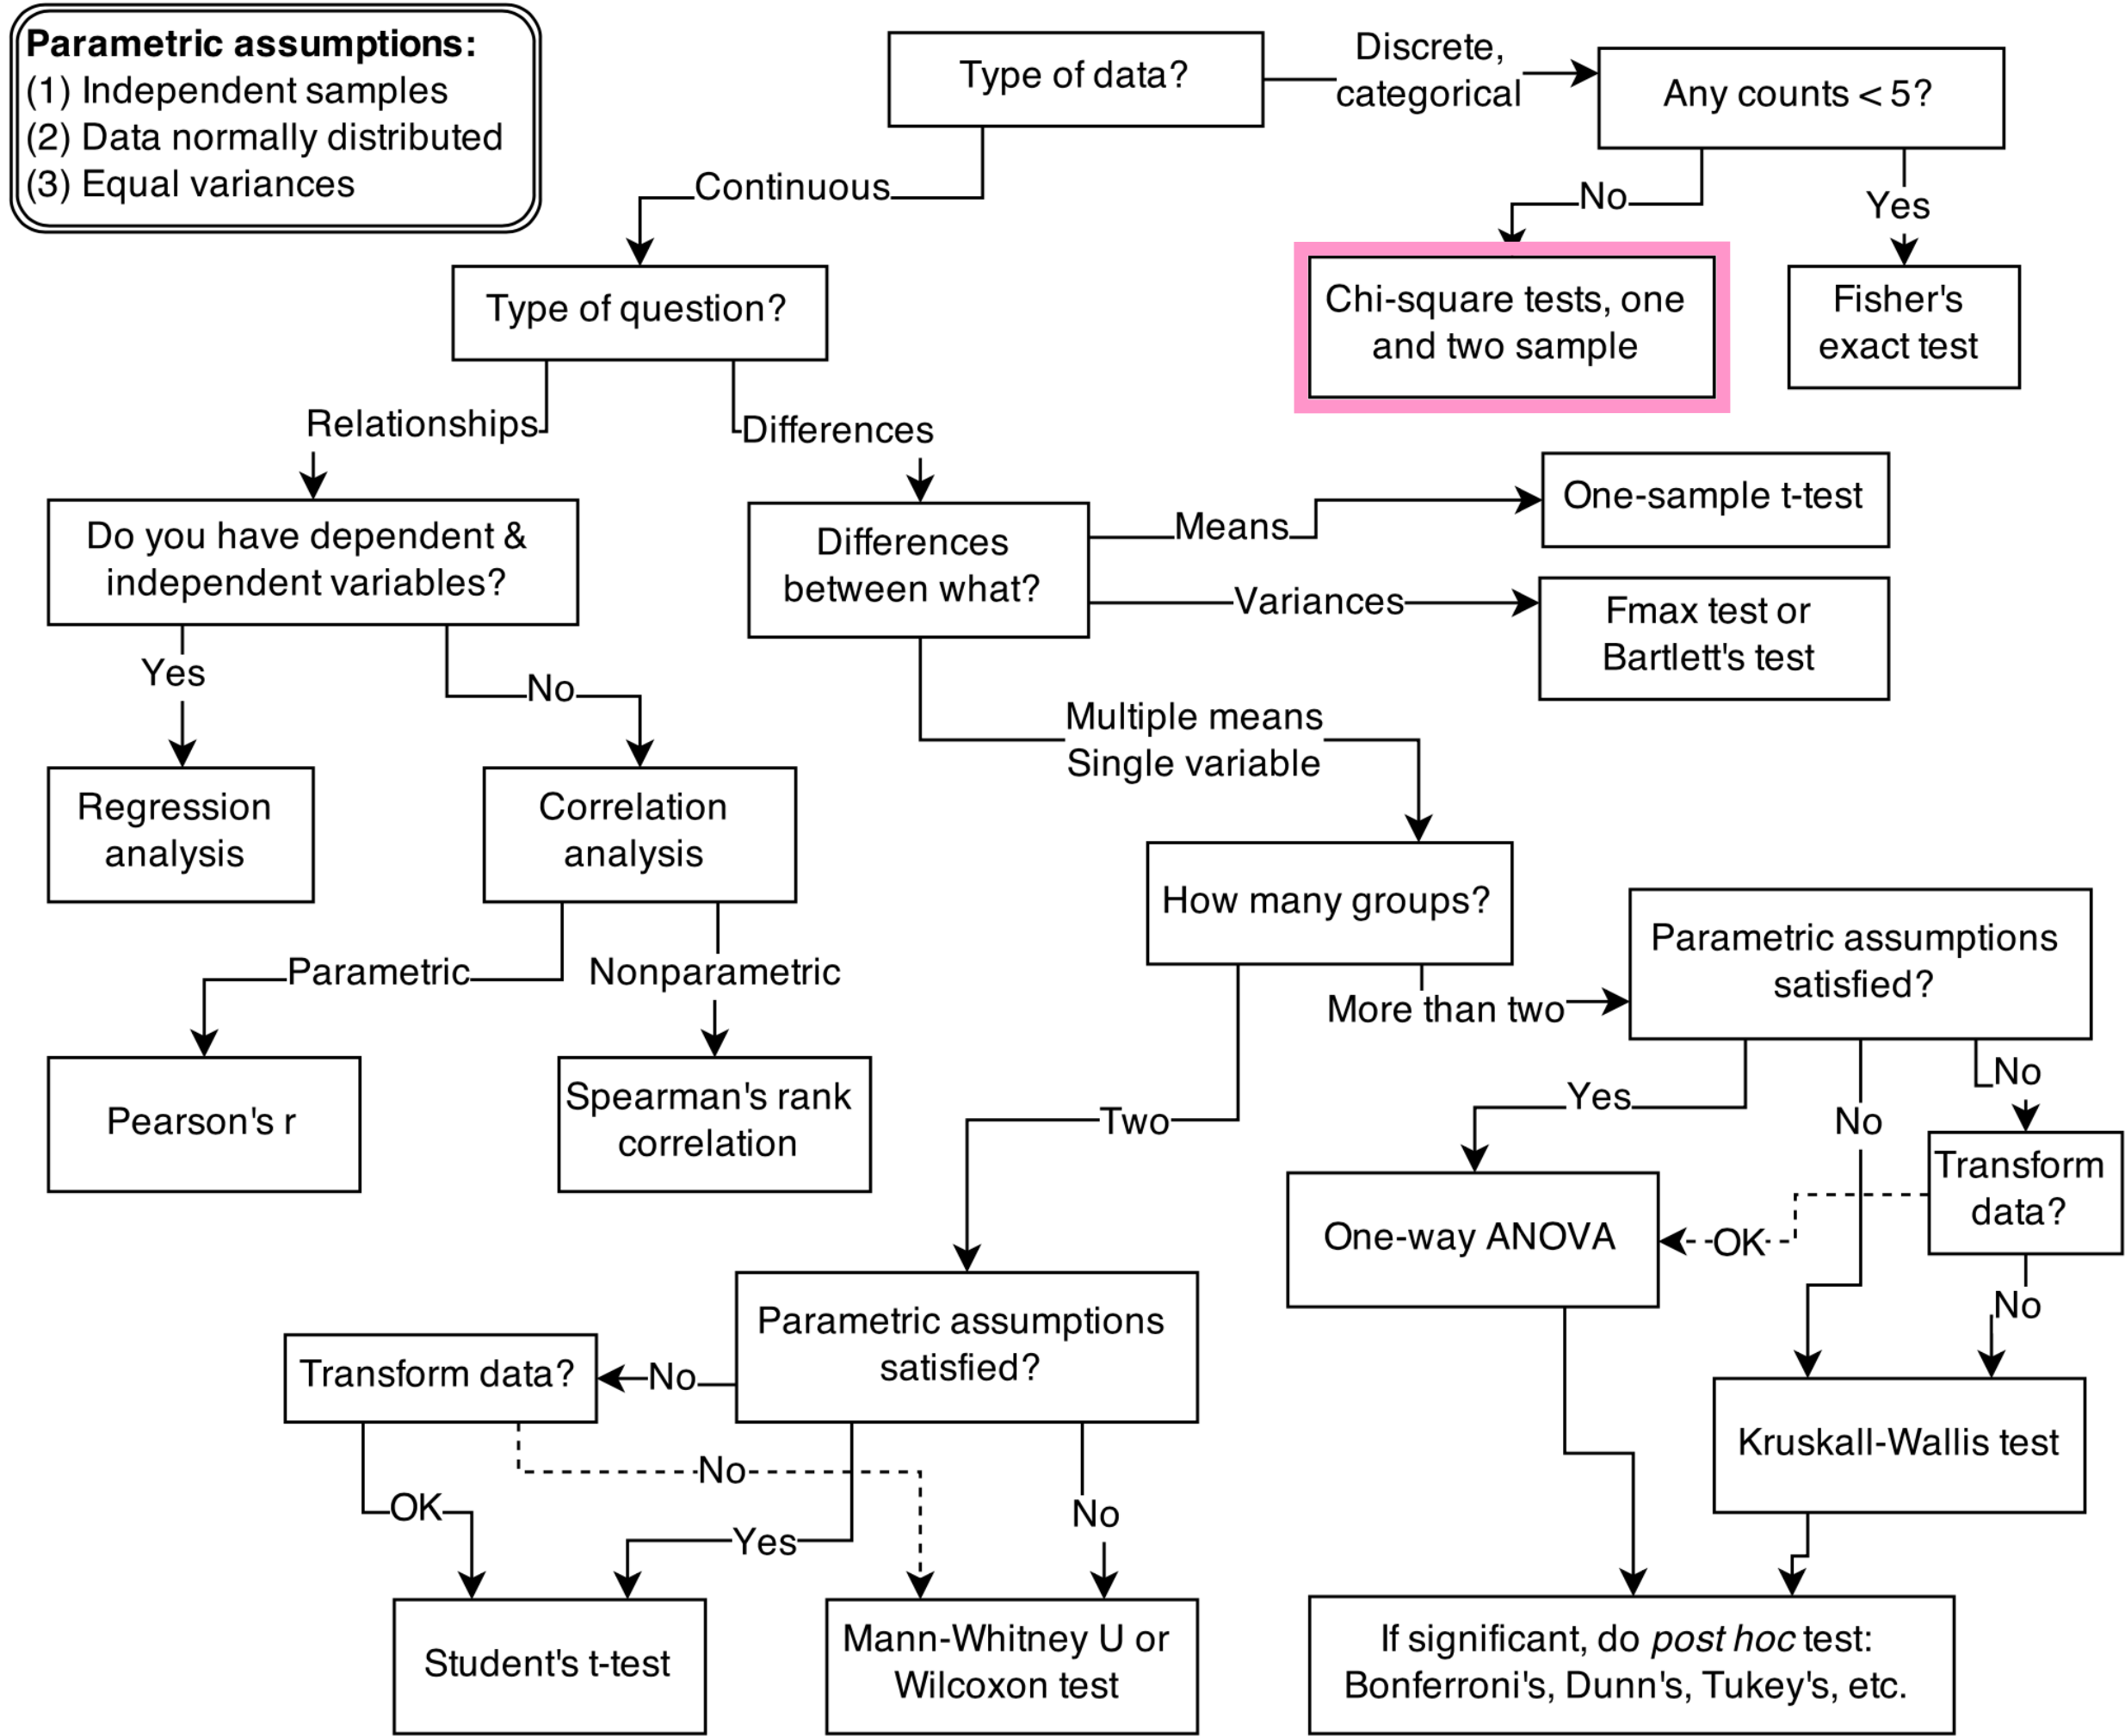 Parametric assumptions:
(1) Independent samples
(2) Data normally distributed
(3) Equal variances
Type of data?
Discrete,
categorical
Any counts < 5?
Continuous
No
Yes
Type of question?
Chi-square tests, one
and two sample
Fisher's
exact test
Relationships
Differences
Do you have dependent &
independent variables?
Differences
between what?
Means
One-sample t-test
Variances
Fmax test or
Bartlett's test
Yes
No
Multiple means
Single variable
Regression
analysis
Correlation
analysis
How many groups?
Parametric assumptions
satisfied?
Parametric
Nonparametric
More than two
Pearson's r
Spearman's rank
correlation
Two
Yes
No
No
Transform
data?
One-way ANOVA
OK
No
Parametric assumptions
satisfied?
Transform data?
No
Kruskall-Wallis test
OK
No
Yes
No
Student's t-test
Mann-Whitney U or
Wilcoxon test
If significant, do post hoc test:
Bonferroni's, Dunn's, Tukey's, etc.